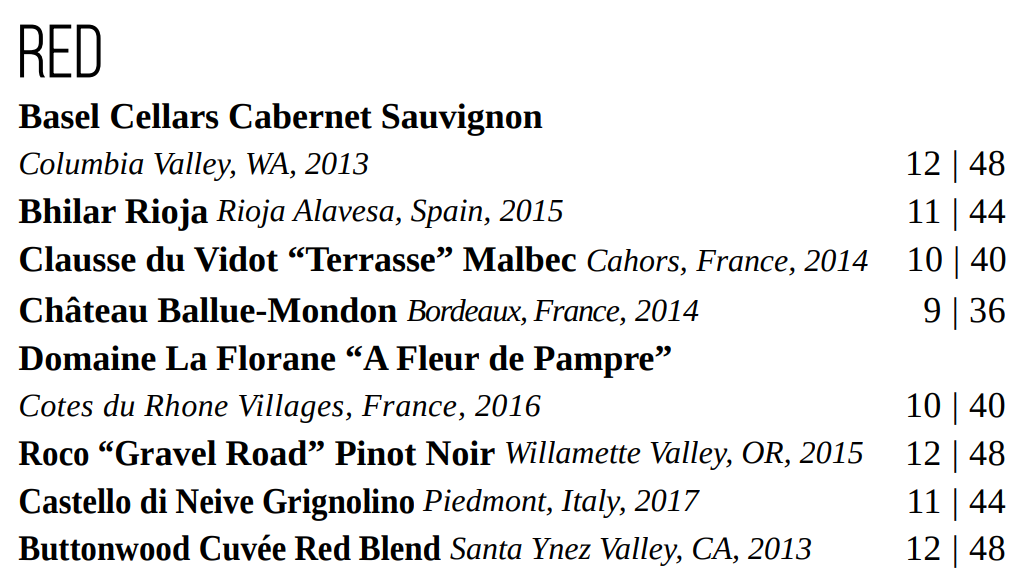 RED
Basel Cellars Cabernet Sauvignon
Columbia Valley, WA, 2013 12 | 48
Bhilar Rioja Rioja Alavesa, Spain, 2015 11 | 44
Clausse du Vidot “Terrasse” Malbec Cahors, France, 2014 10 | 40
Château Ballue-Mondon Bordeaux, France, 2014 9 | 36
Domaine La Florane “A Fleur de Pampre”
Cotes du Rhone Villages, France, 2016 10 | 40
Roco “Gravel Road” Pinot Noir Willamette Valley, OR, 2015 12 | 48
Castello di Neive Grignolino Piedmont, Italy, 2017 11 | 44
Buttonwood Cuvée Red Blend Santa Ynez Valley, CA, 2013 12 | 48